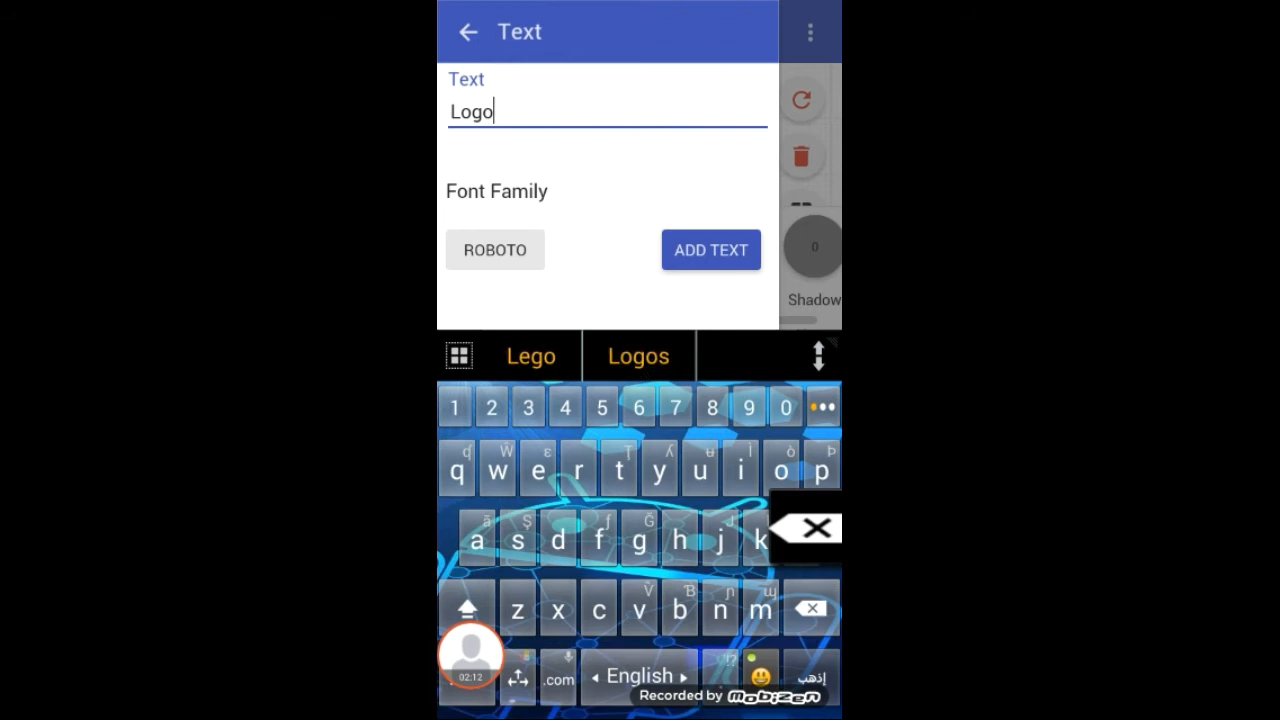 Text
Text
Logo
Font Family
ROBOTO
ADD TEXT
0
Shadow
Lego
Logos
1 2 3 4 5 6 7 8 9 0
q w e r t y u i o p
a s d f g h j k
z x c v b n m
02:12
.com
English
إذهب
Recorded by mobizen